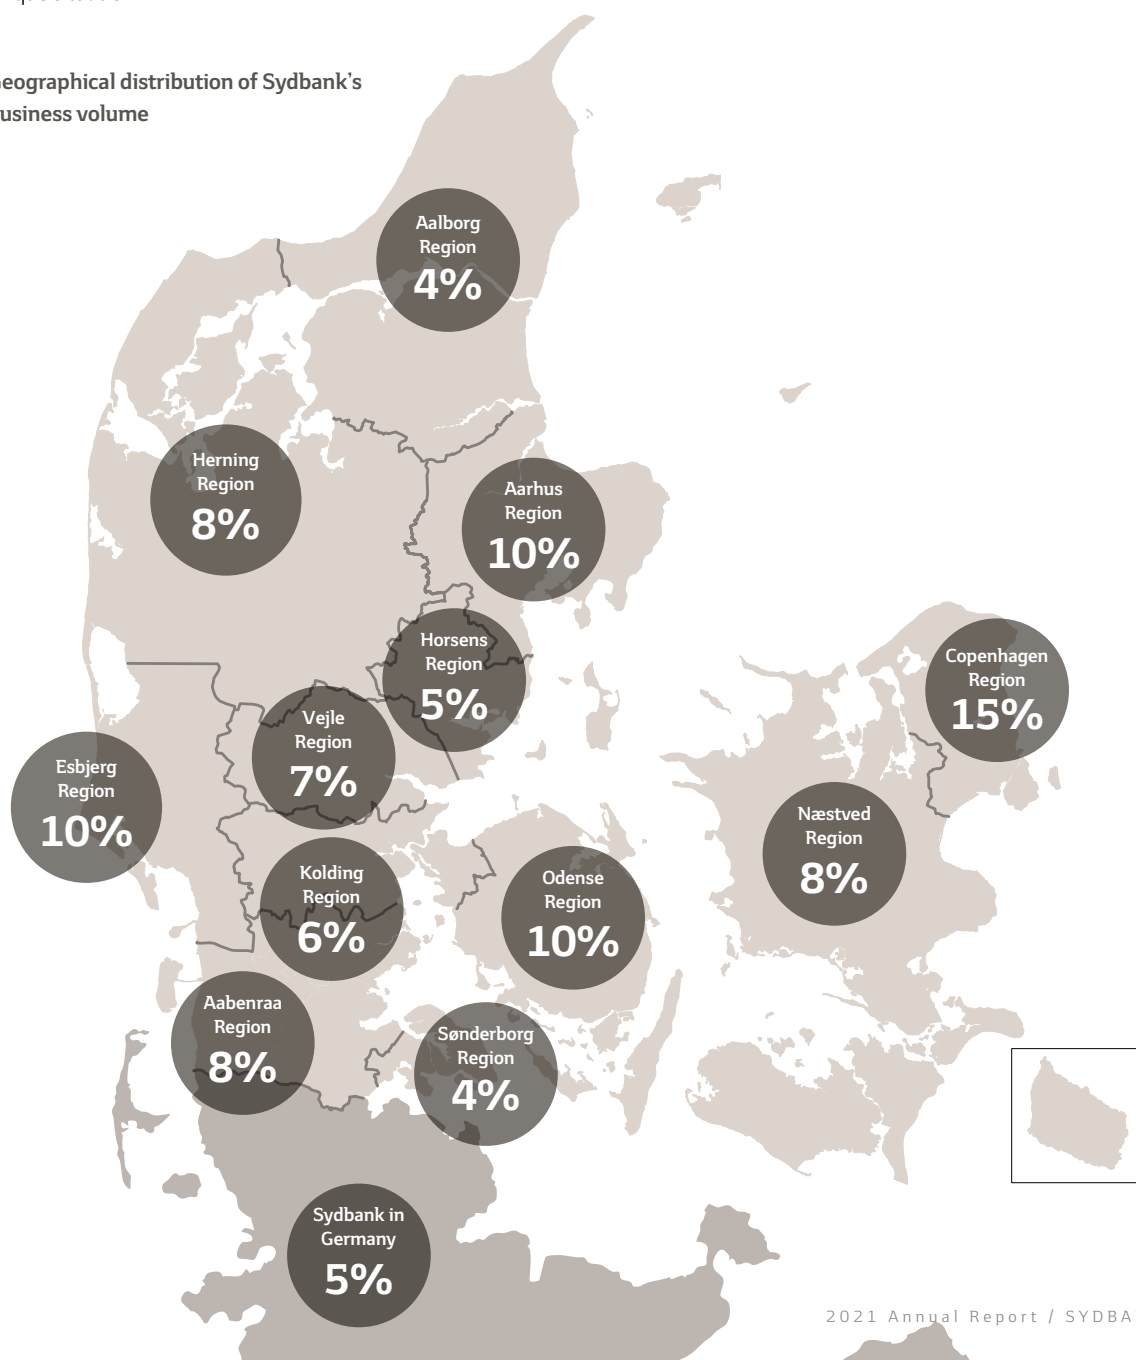 eographical distribution of Sydbank's
usiness volume
Aalborg
Region
4%
Herning
Region
8%
Aarhus
Region
10%
Horsens
Region
5%
Copenhagen
Region
15%
Vejle
Region
7%
Esbjerg
Region
10%
Næstved
Region
8%
Kolding
Region
6%
Odense
Region
10%
Aabenraa
Region
8%
Sønderborg
Region
4%
Sydbank in
Germany
5%
2021 Annual Report / SYDBA